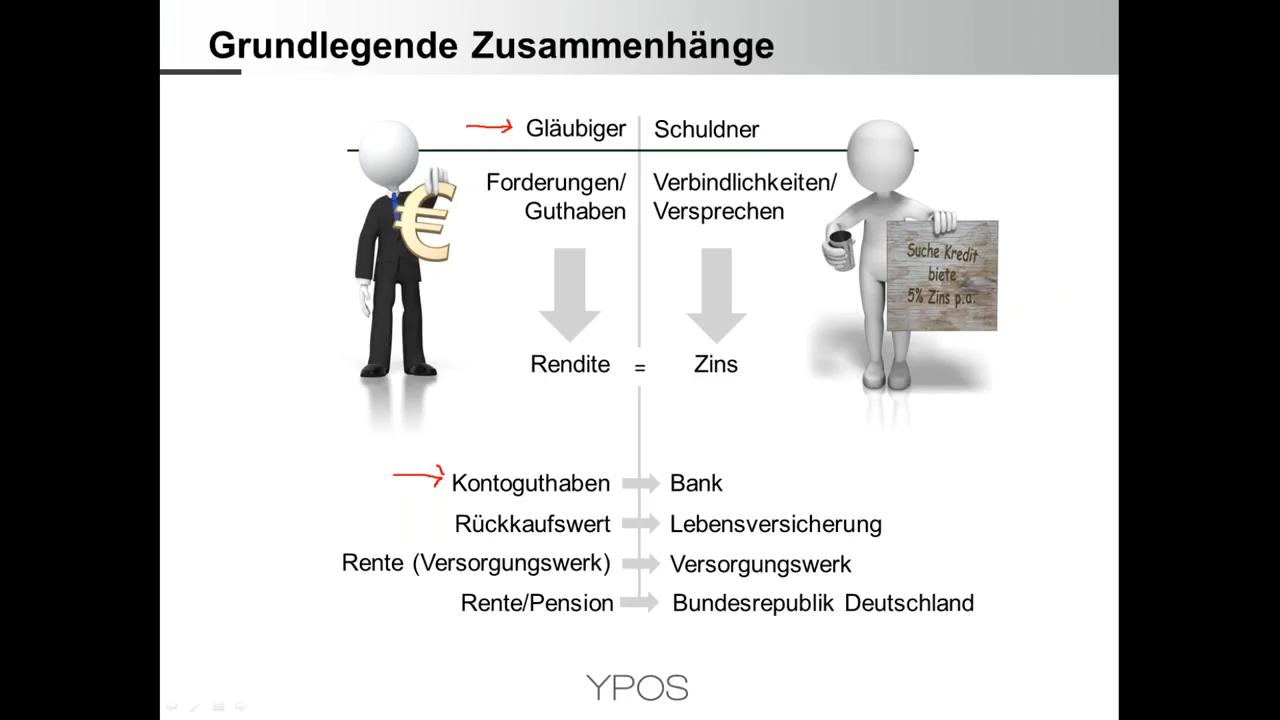 Grundlegende Zusammenhänge
Gläubiger Schuldner
Forderungen/ Verbindlichkeiten/
Guthaben Versprechen
€
Suche Kredit
biete
5% Zins p.a.
Rendite = Zins
Kontoguthaben Bank
Rückkaufswert Lebensversicherung
Rente (Versorgungswerk) Versorgungswerk
Rente/Pension Bundesrepublik Deutschland
YPOS